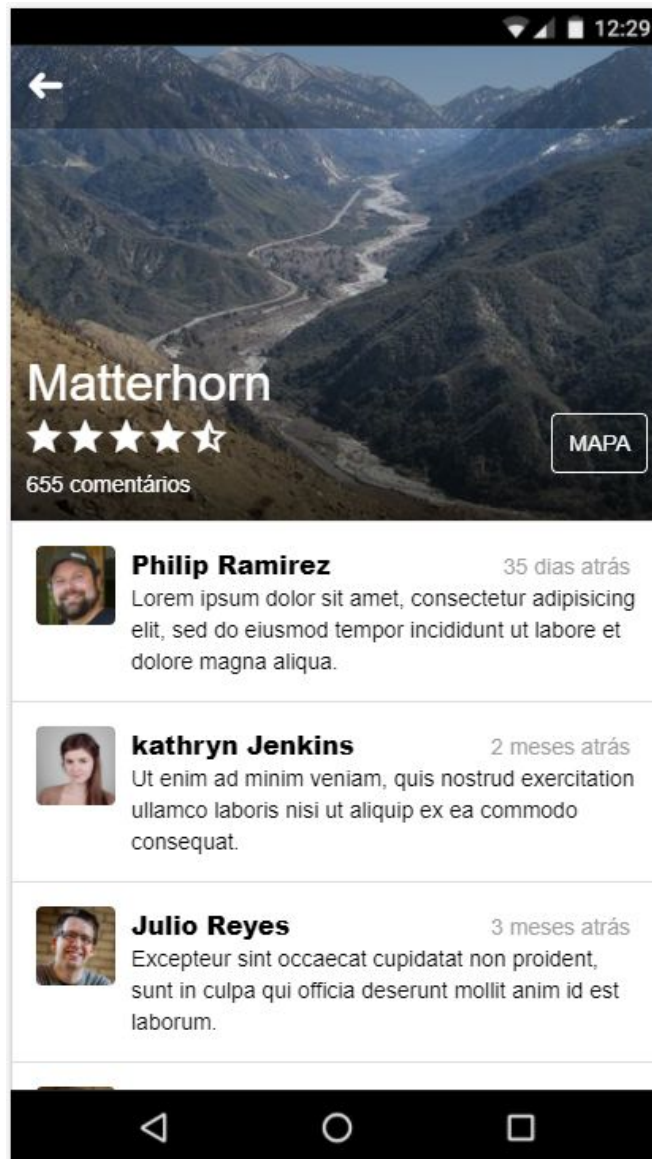 12:29
Matterhorn
MAPA
655 comentários
Philip Ramirez 35 dias atrás
Lorem ipsum dolor sit amet, consectetur adipisicing
elit, sed do eiusmod tempor incididunt ut labore et
dolore magna aliqua.
kathryn Jenkins 2 meses atrás
Ut enim ad minim veniam, quis nostrud exercitation
ullamco laboris nisi ut aliquip ex ea commodo
consequat.
Julio Reyes 3 meses atrás
Excepteur sint occaecat cupidatat non proident,
sunt in culpa qui officia deserunt mollit anim id est
laborum.